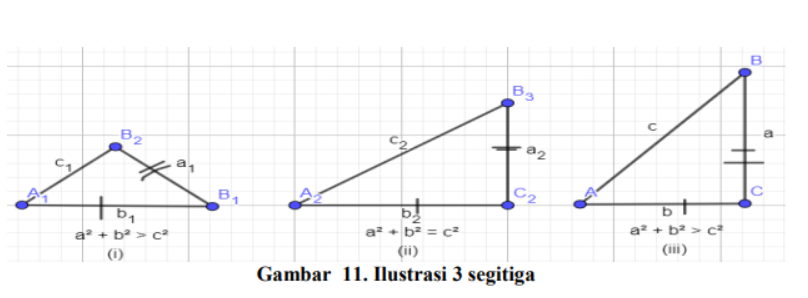 B
B₃
B₂
c
a
c₂
c₁
a₁
a₂
A₁
B₁
A₂
C₂
A
C
b₁
b₂
b
a² + b² > c²
a² + b² = c²
a² + b² > c²
(i)
(ii)
(iii)
Gambar 11. Ilustrasi 3 segitiga